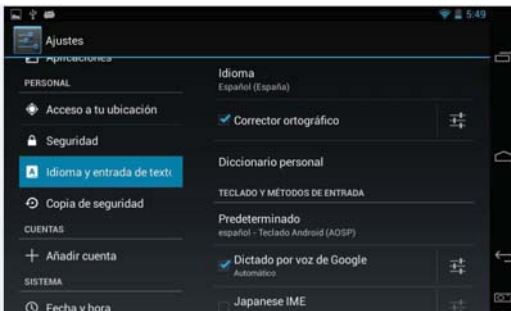 5:49
Ajustes
Aplicaciones
PERSONAL
Acceso a tu ubicación
Seguridad
A Idioma y entrada de texto
Copia de seguridad
CUENTAS
Añadir cuenta
SISTEMA
Fecha y hora
Idioma
Español (España)
Corrector ortográfico
Diccionario personal
TECLADO Y MÉTODOS DE ENTRADA
Predeterminado
español - Teclado Android (AOSP)
Dictado por voz de Google
Automático
Japanese IME